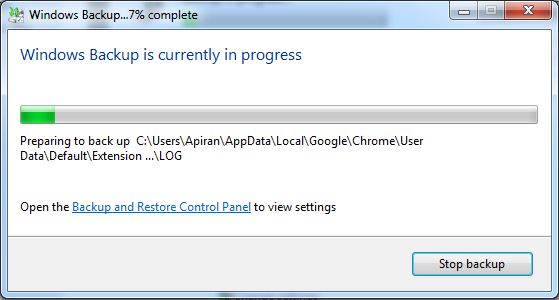 Windows Backup...7% complete
Windows Backup is currently in progress
Preparing to back up C:\Users\Apiran\AppData\Local\Google\Chrome\User
Data\Default\Extension ...\LOG
Open the Backup and Restore Control Panel to view settings
Stop backup